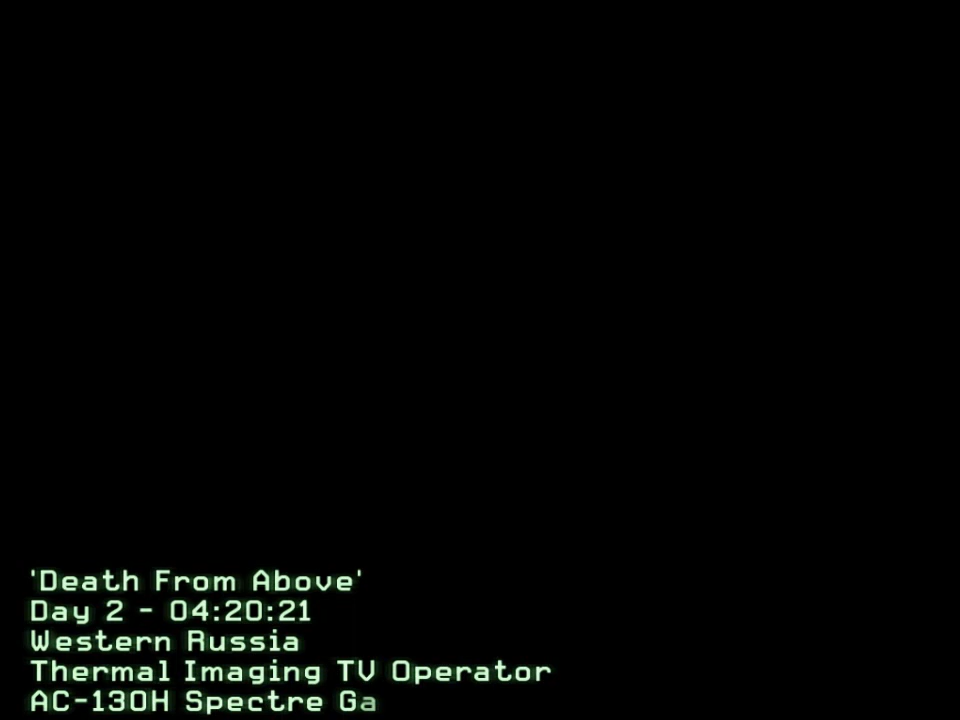 'Death From Above'
Day 2 - 04:20:21
Western Russia
Thermal Imaging TV Operator
AC-130H Spectre Ga